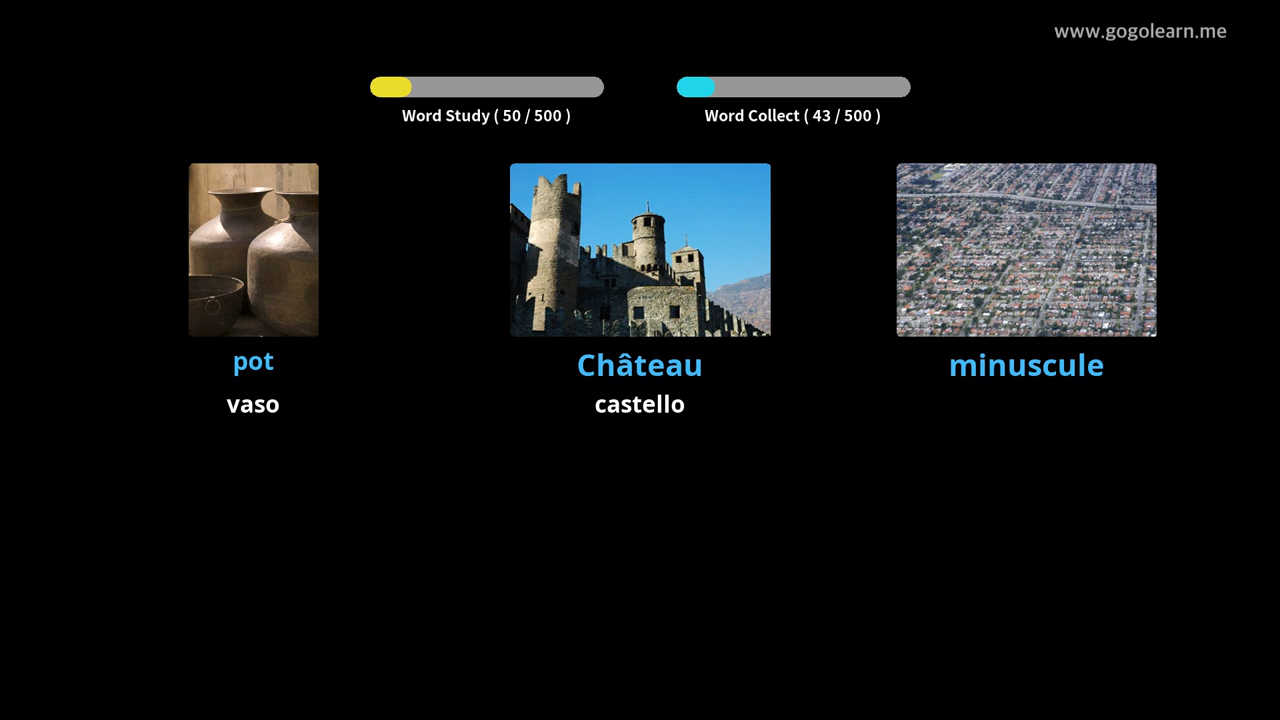 www.gogolearn.me
Word Study ( 50 / 500 )
Word Collect ( 43 / 500 )
pot
vaso
Château
castello
minuscule